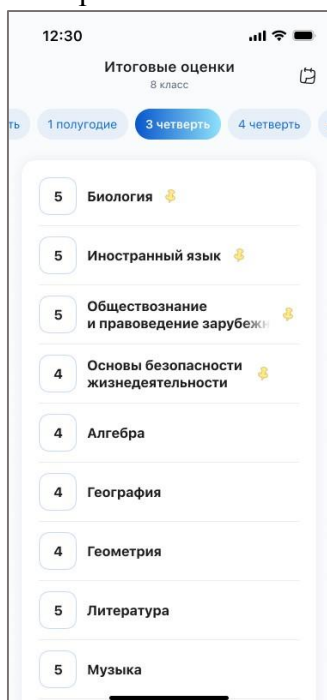 12:30
Итоговые оценки
8 класс
ть 1 полугодие 3 четверть 4 четверть
5 Биология
5 Иностранный язык
5 Обществознание
и правоведение зарубежн
4 Основы безопасности
жизнедеятельности
4 Алгебра
4 География
4 Геометрия
5 Литература
5 Музыка